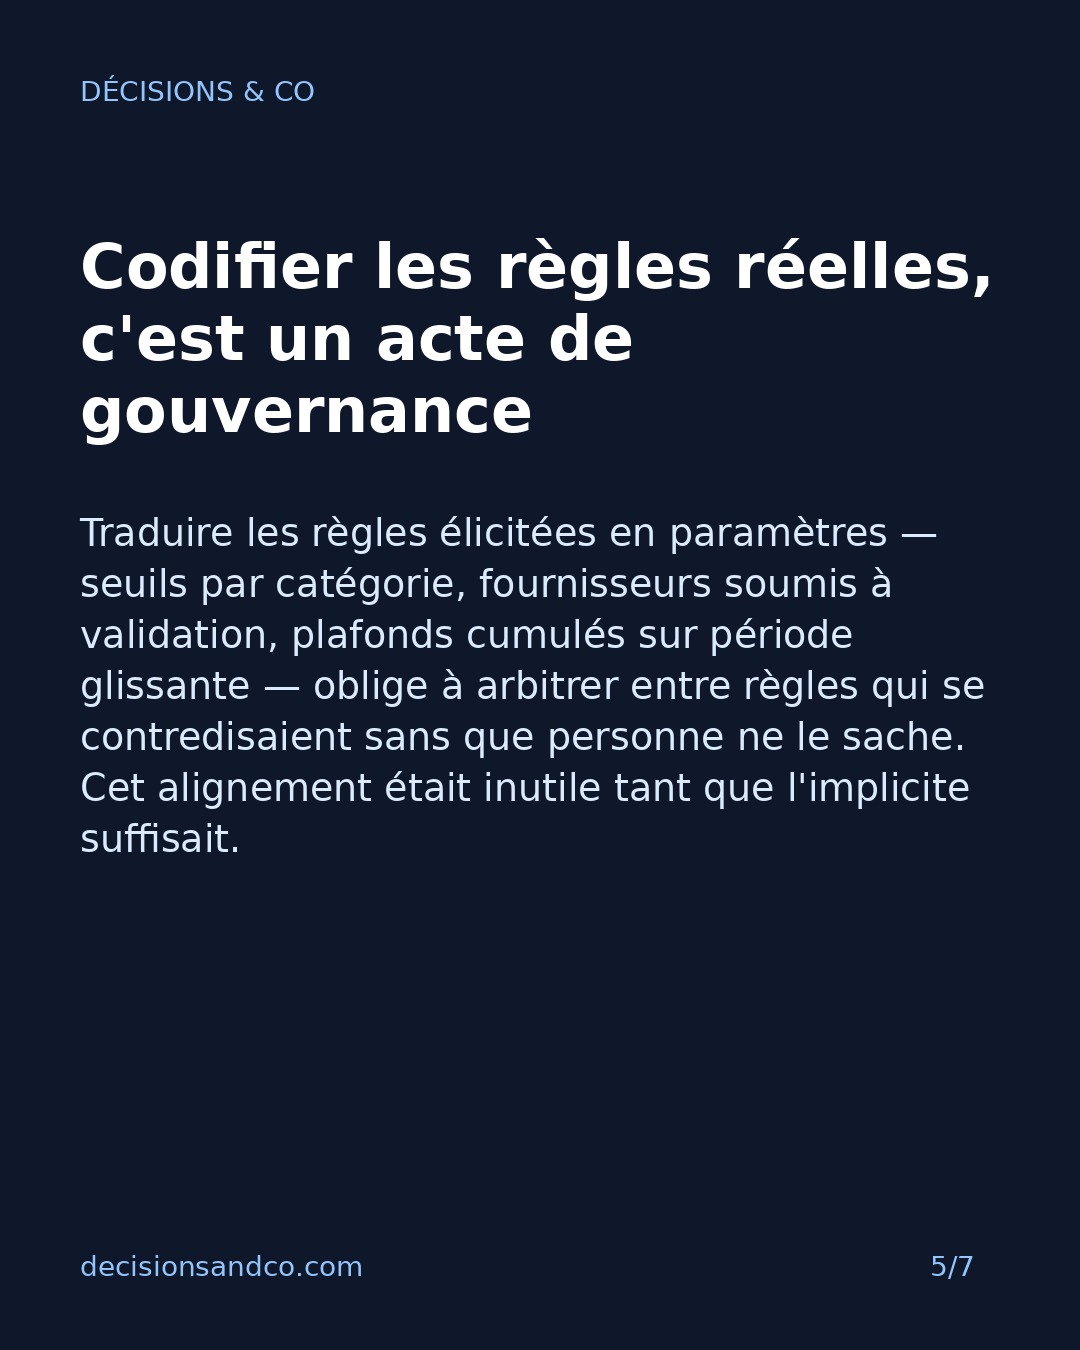 DÉCISIONS & CO
Codifier les règles réelles,
c'est un acte de
gouvernance
Traduire les règles élicitées en paramètres —
seuils par catégorie, fournisseurs soumis à
validation, plafonds cumulés sur période
glissante — oblige à arbitrer entre règles qui se
contredisaient sans que personne ne le sache.
Cet alignement était inutile tant que l'implicite
suffisait.
decisionsandco.com
5/7